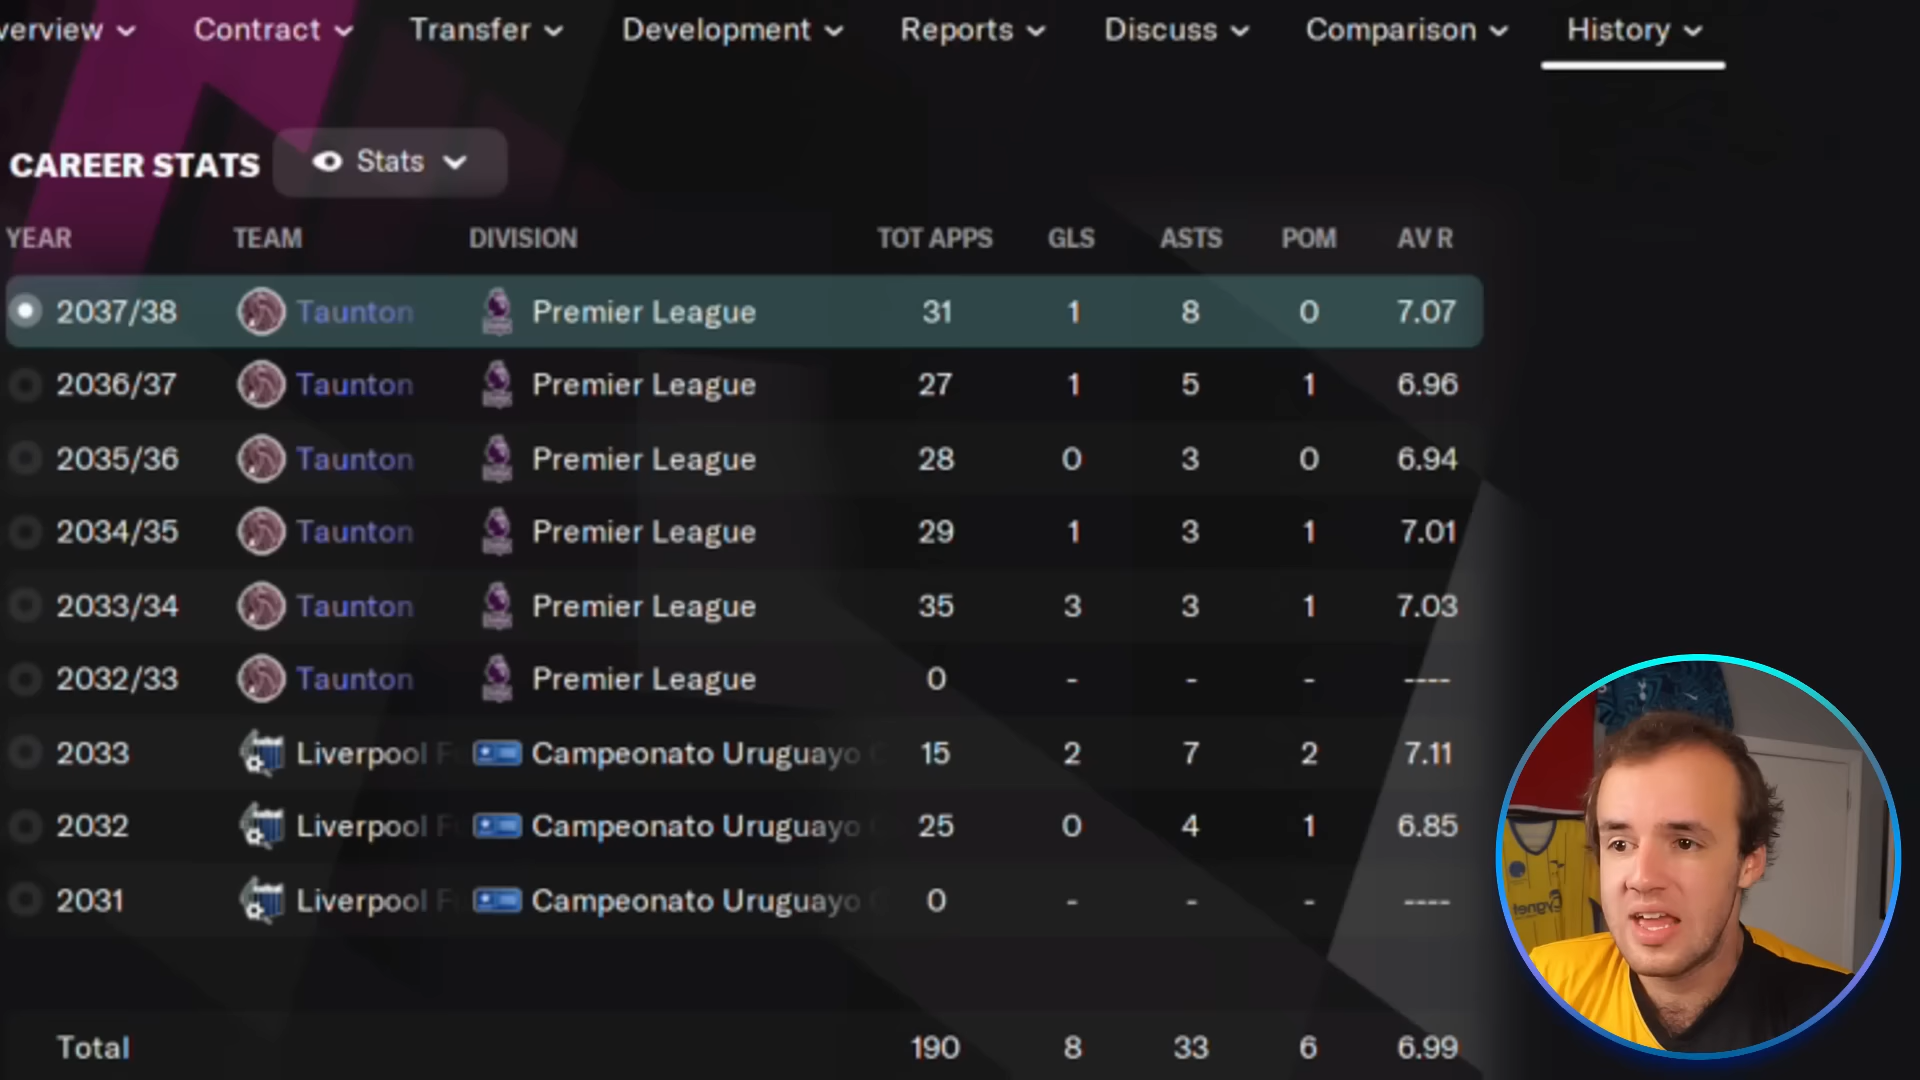 verview Contract Transfer Development Reports Discuss Comparison History
CAREER STATS Stats
YEAR TEAM DIVISION TOT APPS GLS ASTS POM AV R
2037/38 Taunton Premier League 31 1 8 0 7.07
2036/37 Taunton Premier League 27 1 5 1 6.96
2035/36 Taunton Premier League 28 0 3 0 6.94
2034/35 Taunton Premier League 29 1 3 1 7.01
2033/34 Taunton Premier League 35 3 3 1 7.03
2032/33 Taunton Premier League 0 - - - ----
2033 Liverpool F Campeonato Uruguayo 15 2 7 2 7.11
2032 Liverpool F Campeonato Uruguayo 25 0 4 1 6.85
2031 Liverpool F Campeonato Uruguayo 0 - - - ----
Total 190 8 33 6 6.99